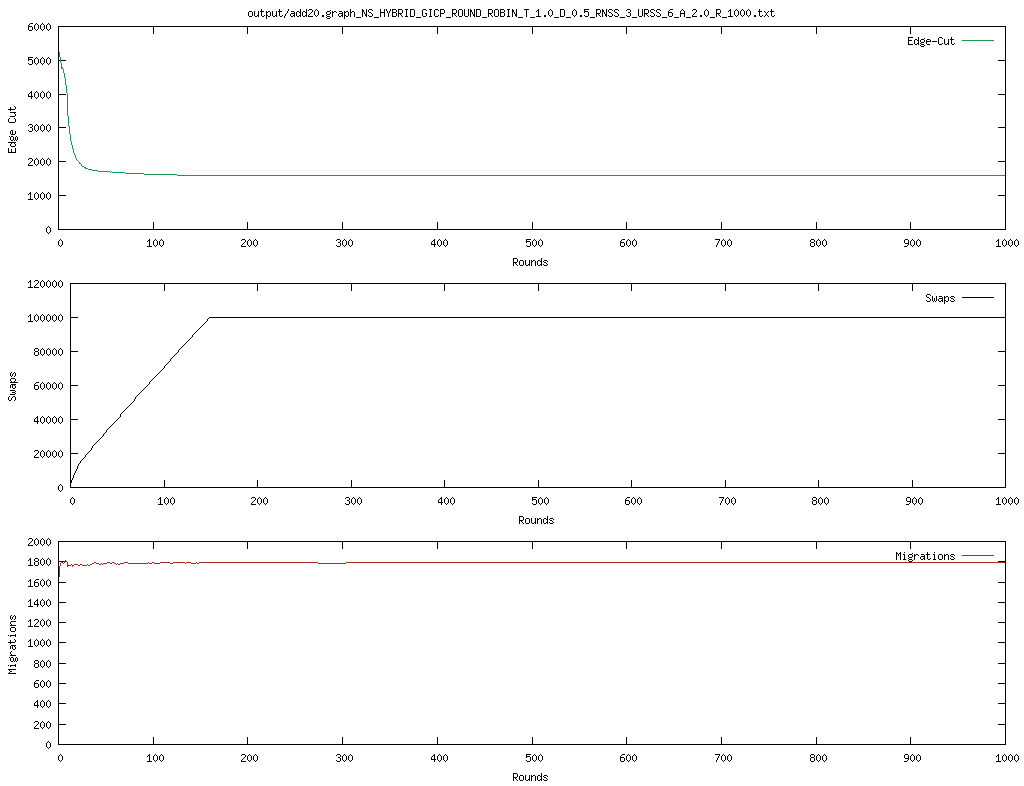 output/add20.graph_NS_HYBRID_GICP_ROUND_ROBIN_T_1.0_D_0.5_RNSS_3_URSS_6_A_2.0_R_1000.txt
6000
Edge-Cut
5000
4000
3000
2000
1000
0
Edge Cut
0 100 200 300 400 500 600 700 800 900 1000
Rounds
120000
Swaps
100000
80000
60000
40000
20000
0
Swaps
0 100 200 300 400 500 600 700 800 900 1000
Rounds
2000
Migrations
1800
1600
1400
1200
1000
800
600
400
200
0
Migrations
0 100 200 300 400 500 600 700 800 900 1000
Rounds